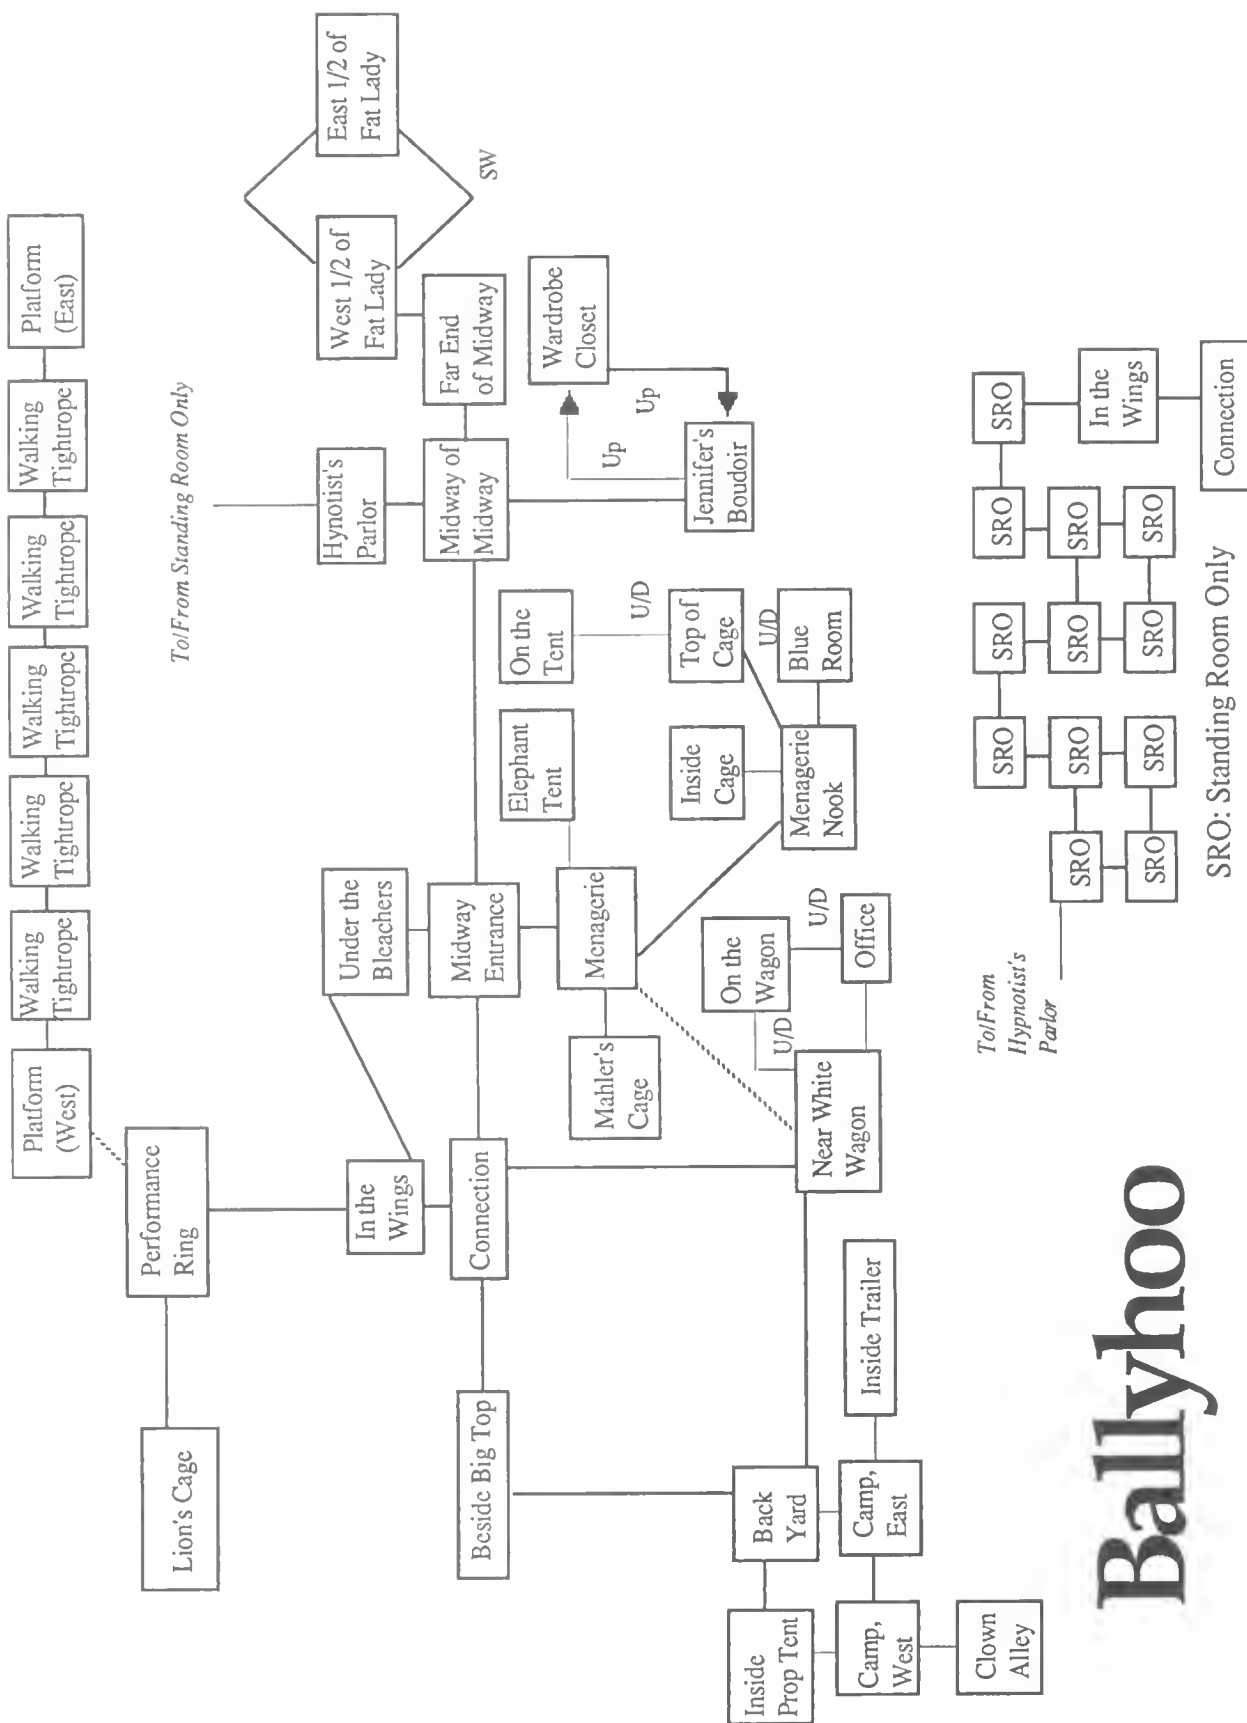 Platform
(West)
Walking
Tightrope
Walking
Tightrope
Walking
Tightrope
Walking
Tightrope
Walking
Tightrope
Platform
(East)
Lion's Cage
Performance
Ring
To/From Standing Room Only
In the
Wings
Under the
Bleachers
Hynotist's
Parlor
West 1/2 of
Fat Lady
East 1/2 of
Fat Lady
SW
Beside Big Top
Connection
Midway
Entrance
Midway of
Midway
Far End
of Midway
Mahler's
Cage
Menagerie
Elephant
Tent
On the
Tent
U/D
Wardrobe
Closet
Up
Up
Jennifer's
Boudoir
Inside
Cage
Top of
Cage
U/D
Blue
Room
Menagerie
Nook
On the
Wagon
U/D
U/D
Office
Near White
Wagon
Inside
Prop Tent
Back
Yard
Camp,
West
Camp,
East
Inside Trailer
Clown
Alley
Ballyhoo
To/From
Hypnotist's
Parlor
SRO
SRO
SRO
SRO
SRO
SRO
SRO
SRO
SRO
SRO
SRO
SRO
SRO
In the
Wings
Connection
SRO: Standing Room Only